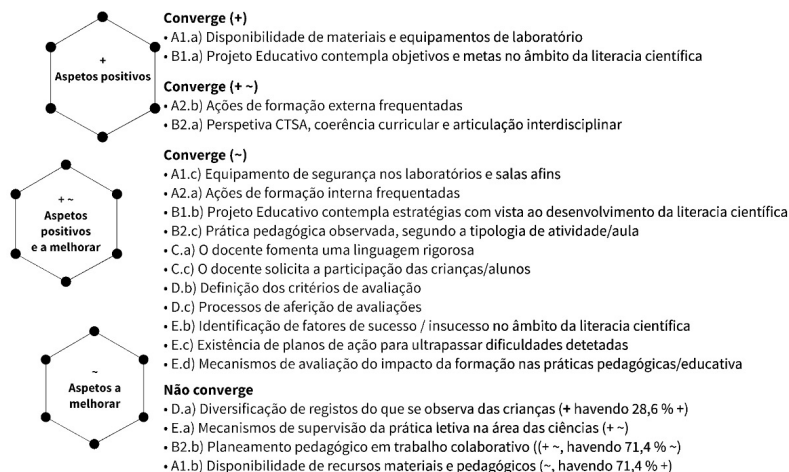 +
Aspetos positivos
+ ~
Aspetos
positivos
e a melhorar
~
Aspetos a
melhorar
Converge (+)
• A1.a) Disponibilidade de materiais e equipamentos de laboratório
• B1.a) Projeto Educativo contempla objetivos e metas no âmbito da literacia científica
Converge (+ ~)
• A2.b) Ações de formação externa frequentadas
• B2.a) Perspetiva CTSA, coerência curricular e articulação interdisciplinar
Converge (~)
• A1.c) Equipamento de segurança nos laboratórios e salas afins
• A2.a) Ações de formação interna frequentadas
• B1.b) Projeto Educativo contempla estratégias com vista ao desenvolvimento da literacia científica
• B2.c) Prática pedagógica observada, segundo a tipologia de atividade/aula
• C.a) O docente fomenta uma linguagem rigorosa
• C.c) O docente solicita a participação das crianças/alunos
• D.b) Definição dos critérios de avaliação
• D.c) Processos de aferição de avaliações
• E.b) Identificação de fatores de sucesso / insucesso no âmbito da literacia científica
• E.c) Existência de planos de ação para ultrapassar dificuldades detetadas
• E.d) Mecanismos de avaliação do impacto da formação nas práticas pedagógicas/educativa
Não converge
• D.a) Diversificação de registos do que se observa das crianças (+ havendo 28,6 % +)
• E.a) Mecanismos de supervisão da prática letiva na área das ciências (+ ~)
• B2.b) Planeamento pedagógico em trabalho colaborativo ((+ ~, havendo 71,4 % ~)
• A1.b) Disponibilidade de recursos materiais e pedagógicos (~, havendo 71,4 % +)